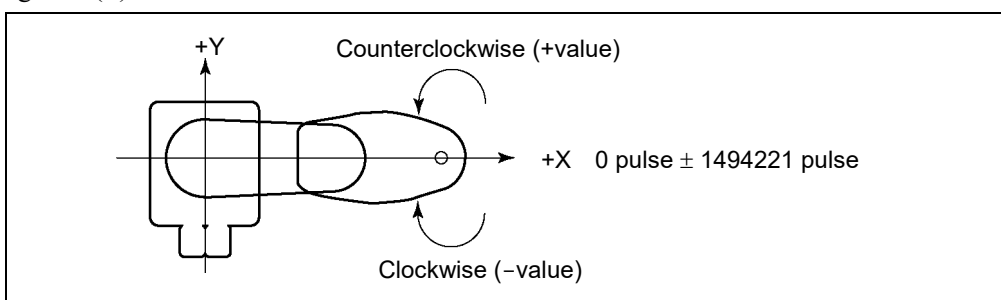 +Y
Counterclockwise (+value)
+X 0 pulse ± 1494221 pulse
Clockwise (−value)